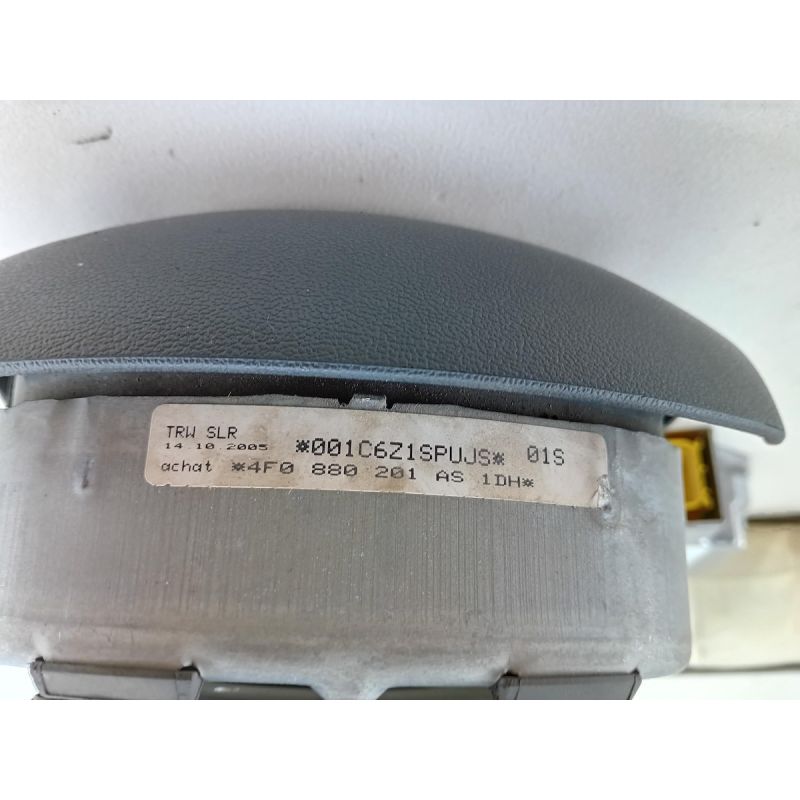 TRW SLR
14.10.2005 *001C6Z1SPUJS* 01S
achat *4F0 880 201 AS 1DH*